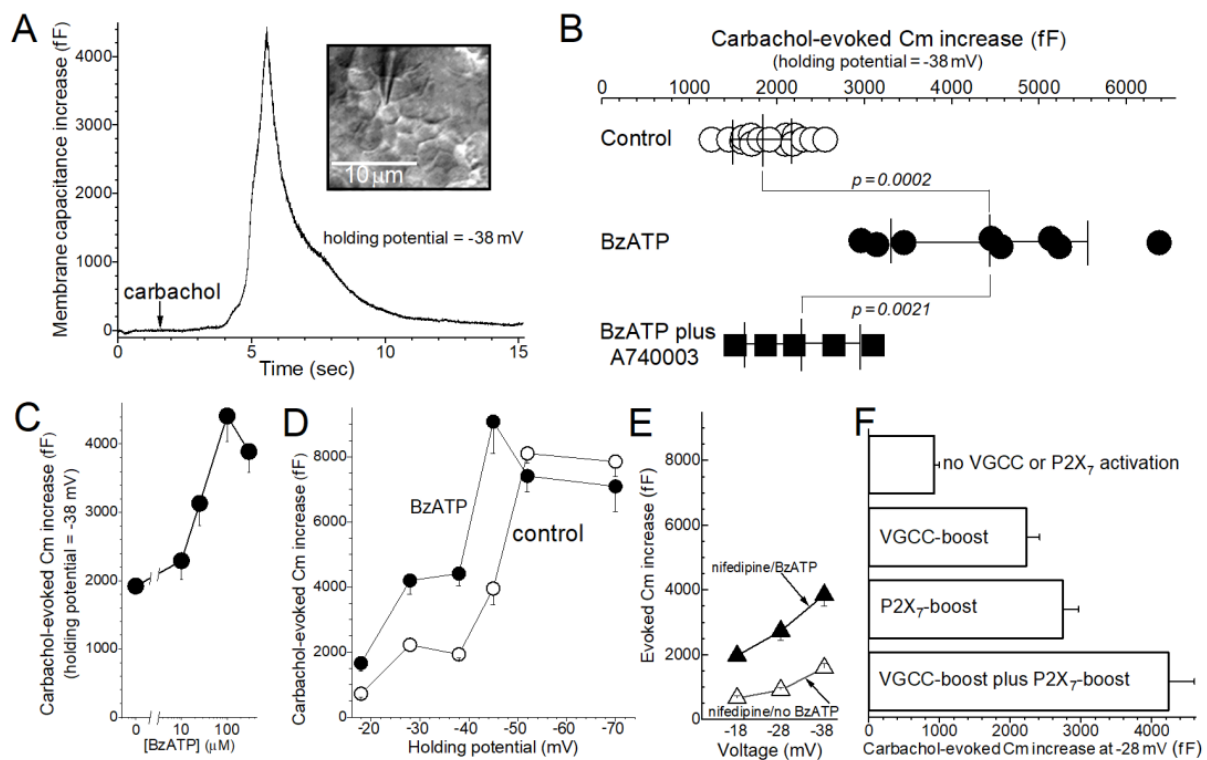 A
Membrane capacitance increase (fF)
4000
3000
2000
1000
0
carbachol
10 μm
holding potential = -38 mV
0
5
10
15
Time (sec)
B
Carbachol-evoked Cm increase (fF)
(holding potential = -38 mV)
0 1000 2000 3000 4000 5000 6000
Control
p=0.0002
BzATP
p=0.0021
BzATP plus
A740003
C
Carbachol-evoked Cm increase (fF)
(holding potential = -38 mV)
4000
3000
2000
1000
0
0 10 100
[BzATP] (μM)
D
Carbachol-evoked Cm increase (fF)
8000
6000
4000
2000
0
BzATP
control
-20 -30 -40 -50 -60 -70
Holding potential (mV)
E
Evoked Cm increase (fF)
8000
6000
4000
2000
0
nifedipine/BzATP
nifedipine/no BzATP
-18 -28 -38
Voltage (mV)
F
no VGCC or P2X7 activation
VGCC-boost
P2X7-boost
VGCC-boost plus P2X7-boost
0 1000 2000 3000 4000
Carbachol-evoked Cm increase at -28 mV (fF)